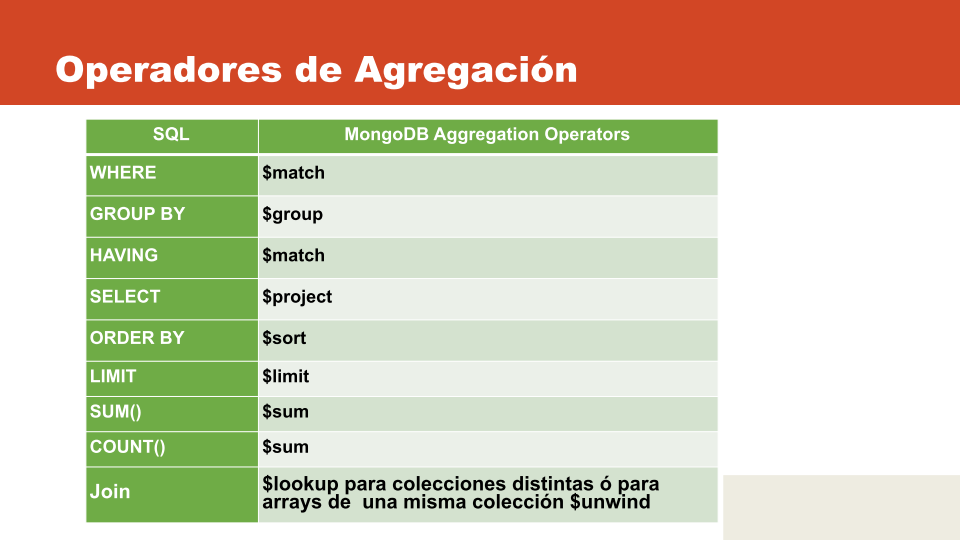 Operadores de Agregación
SQL MongoDB Aggregation Operators
WHERE $match
GROUP BY $group
HAVING $match
SELECT $project
ORDER BY $sort
LIMIT $limit
SUM() $sum
COUNT() $sum
Join $lookup para colecciones distintas ó para
arrays de  una misma colección $unwind